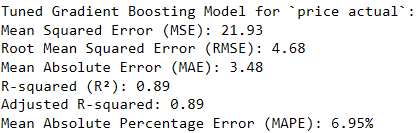 Tuned Gradient Boosting Model for `price actual`:
Mean Squared Error (MSE): 21.93
Root Mean Squared Error (RMSE): 4.68
Mean Absolute Error (MAE): 3.48
R-squared (R²): 0.89
Adjusted R-squared: 0.89
Mean Absolute Percentage Error (MAPE): 6.95%